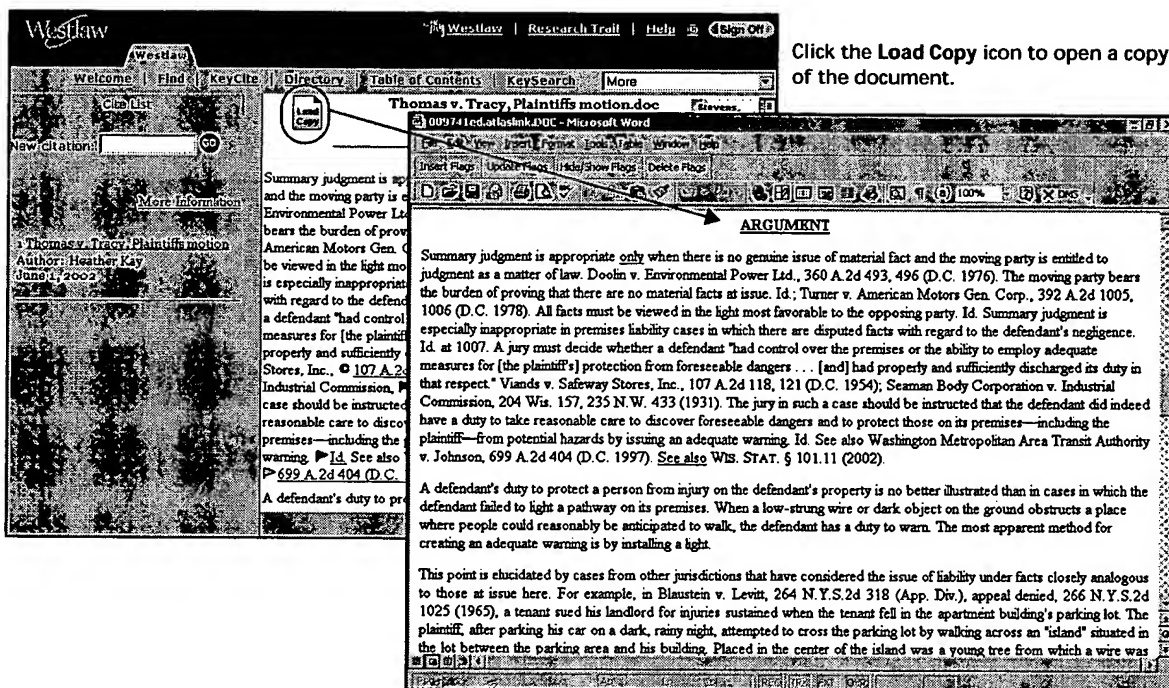 Westlaw
Westlaw | Research Trail | Help Sign Off
Westlaw
Welcome | Find | KeyCite | Directory | Table of Contents | KeySearch More
Click the Load Copy icon to open a copy
of the document.
Cite List
New citation: GO
More Information
1 Thomas v. Tracy, Plaintiffs motion
Author: Heather Kay
June 1, 2002
Load
Copy
Thomas v. Tracy, Plaintiffs motion.doc
Summary judgment is ap
and the moving party is e
Environmental Power Lt
bears the burden of prov
American Motors Gen. C
be viewed in the light mo
is especially inappropriat
with regard to the defend
a defendant "had control
measures for [the plaintif
property and sufficiently
Stores, Inc., © 107 A.2d
Industrial Commission,
case should be instructed
reasonable care to discov
premises—including the p
warning. Id. See also
699 A.2d 404 (D.C.
A defendant's duty to pr
009741ed.atlaslink.DOC - Microsoft Word
File Edit View Insert Format Tools Table Window Help
Insert Flags Update Flags Hide/Show Flags Delete Flags
100%
ARGUMENT
Summary judgment is appropriate only when there is no genuine issue of material fact and the moving party is entitled to
judgment as a matter of law. Doolin v. Environmental Power Ltd., 360 A.2d 493, 496 (D.C. 1976). The moving party bears
the burden of proving that there are no material facts at issue. Id.; Turner v. American Motors Gen. Corp., 392 A.2d 1005,
1006 (D.C. 1978). All facts must be viewed in the light most favorable to the opposing party. Id. Summary judgment is
especially inappropriate in premises liability cases in which there are disputed facts with regard to the defendant's negligence.
Id. at 1007. A jury must decide whether a defendant "had control over the premises or the ability to employ adequate
measures for [the plaintiff's] protection from foreseeable dangers . . . [and] had property and sufficiently discharged its duty in
that respect." Viands v. Safeway Stores, Inc., 107 A.2d 118, 121 (D.C. 1954); Seaman Body Corporation v. Industrial
Commission, 204 Wis. 157, 235 N.W. 433 (1931). The jury in such a case should be instructed that the defendant did indeed
have a duty to take reasonable care to discover foreseeable dangers and to protect those on its premises—including the
plaintiff—from potential hazards by issuing an adequate warning. Id. See also Washington Metropolitan Area Transit Authority
v. Johnson, 699 A.2d 404 (D.C. 1997). See also WIS. STAT. § 101.11 (2002).
A defendant's duty to protect a person from injury on the defendant's property is no better illustrated than in cases in which the
defendant failed to light a pathway on its premises. When a low-strung wire or dark object on the ground obstructs a place
where people could reasonably be anticipated to walk, the defendant has a duty to warn. The most apparent method for
creating an adequate warning is by installing a light.
This point is elucidated by cases from other jurisdictions that have considered the issue of liability under facts closely analogous
to those at issue here. For example, in Blaustein v. Levitt, 264 N.Y.S.2d 318 (App. Div.), appeal denied, 266 N.Y.S.2d
1025 (1965), a tenant sued his landlord for injuries sustained when the tenant fell in the apartment building's parking lot. The
plaintiff, after parking his car on a dark, rainy night, attempted to cross the parking lot by walking across an "island" situated in
the lot between the parking area and his building. Placed in the center of the island was a young tree from which a wire was